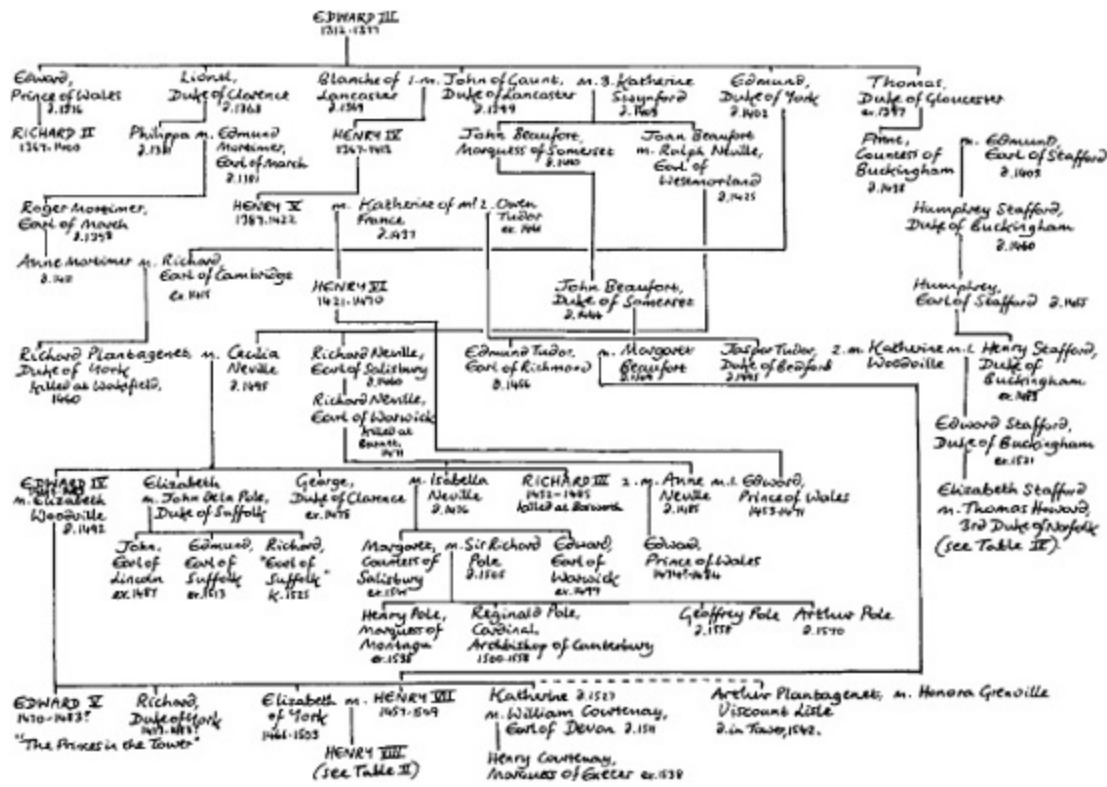 EDWARD III
1312-1377
Edward,
Prince of Wales
d.1376
Lionel,
Duke of Clarence
d.1368
Blanche of
Lancaster
d.1369
1.m. John of Gaunt,
Duke of Lancaster
d.1399
m.3. Katherine
Swynford
d.1403
Edmund,
Duke of York
d.1402
Thomas,
Duke of Gloucester
ex.1397
RICHARD II
1367-1400
Philippa m. Edmund
d.1381
Mortimer,
Earl of March
d.1381
HENRY IV
1367-1413
John Beaufort,
Marquess of Somerset
d.1410
Joan Beaufort
m. Ralph Neville,
Earl of
Westmorland
d.1425
Anne,
Countess of
Buckingham
d.1438
m. Edmund,
Earl of Stafford
d.1403
Roger Mortimer,
Earl of March
d.1398
HENRY V
1387-1422
m. Katherine of m! 2. Owen
France
d.1437
Tudor
ex.1461
Humphrey Stafford,
Duke of Buckingham
d.1460
Anne Mortimer m. Richard,
d.1411
Earl of Cambridge
ex.1415
HENRY VI
1421-1470
John Beaufort,
Duke of Somerset
d.1444
Humphrey,
Earl of Stafford d.1455
Richard Plantagenet, m. Cecilia
Duke of York
killed at Wakefield,
1460
Neville
d.1495
Richard Neville,
Earl of Salisbury
d.1460
Edmund Tudor,
Earl of Richmond
d.1456
m. Margaret
Beaufort
d.1509
Jasper Tudor,
Duke of Bedford
d.1495
2.m. Katherine m.1. Henry Stafford,
Woodville
Duke of
Buckingham
ex.1483
Richard Neville,
Earl of Warwick
killed at
Barnet.
1471
Edward Stafford,
Duke of Buckingham
ex.1521
EDWARD IV
m. Elizabeth
Woodville
d.1492
Elizabeth
m. John De la Pole,
Duke of Suffolk
George,
Duke of Clarence
ex.1478
m. Isabella
Neville
d.1476
RICHARD III
1452-1485
killed at Bosworth
2. m. Anne m.1. Edward,
Neville
d.1485
Prince of Wales
1453-1471
Elizabeth Stafford
m. Thomas Howard,
3rd Duke of Norfolk
(see Table IV)
John,
Earl of
Lincoln
ex.1487
Edmund,
Earl of
Suffolk
ex.1513
Richard,
"Earl of
Suffolk"
k.1525
Margaret, m. Sir Richard
Countess of
Salisbury
ex.1541
Pole
d.1505
Edward,
Earl of
Warwick
ex.1499
Edward,
Prince of Wales
1474?-1484
Henry Pole,
Marquess of
Montagu
ex.1538
Reginald Pole,
Cardinal,
Archbishop of Canterbury
1500-1558
Geoffrey Pole
d.1558
Arthur Pole
d.1570
EDWARD V
1470-1483?
Richard,
Duke of York
1473-1483?
"The Princes in the Tower"
Elizabeth m. HENRY VII
of York
1466-1503
1457-1509
Katherine d.1527
m. William Courtenay,
Earl of Devon d.1511
Arthur Plantagenet, m. Honora Grenville
Viscount Lisle
d. in Tower, 1542.
HENRY VIII
(see Table II)
Henry Courtenay,
Marquess of Exeter ex.1538